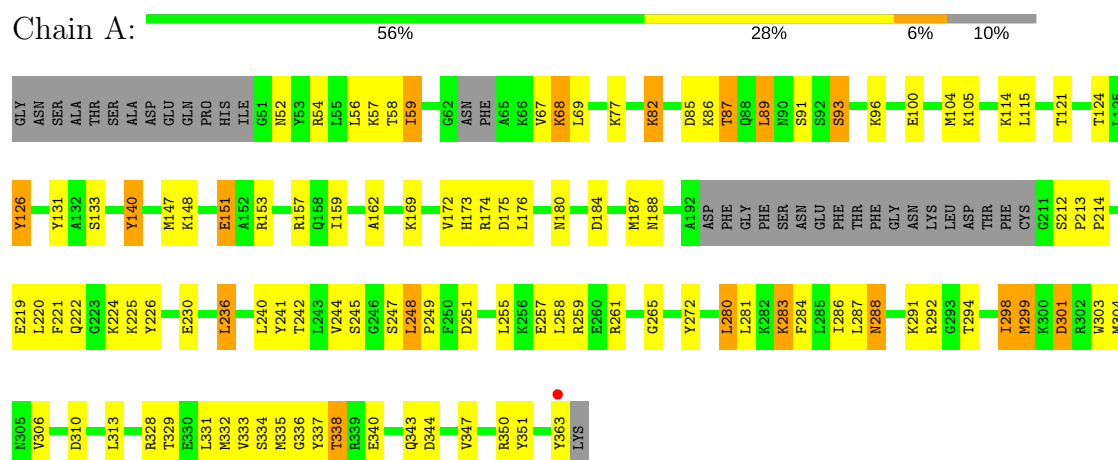 Chain A:
56% 28% 6% 10%
GLY ASN SER ALA THR SER ALA ASP GLU GLN PRO HIS ILE G51 N52 Y53 R54 L55 L56 K57 T58 I59 G62 ASN PHE A65 K66 V67 K68 L69 K77 K82 D85 K86 T87 Q88 L89 N90 S91 S92 S93 K96 E100 M104 K105 K114 L115 T121 T124 L125
Y126 Y131 A132 S133 Y140 M147 K148 E151 A152 R153 R157 Q158 I159 A162 K169 V172 H173 R174 D175 L176 N180 D184 M187 N188 A192 ASP PHE GLY PHE SER ASN GLU PHE THR PHE GLY ASN LYS LEU ASP THR PHE CYS G211 S212 P213 P214
E219 L220 F221 Q222 G223 K224 K225 Y226 E230 L236 L240 Y241 T242 L243 V244 S245 G246 S247 L248 P249 F250 D251 L255 K256 E257 L258 R259 E260 R261 G265 Y272 L280 L281 K282 K283 F284 L285 I286 L287 N288 K291 R292 G293 T294 I298 M299 K300 D301 R302 W303 M304
N305 V306 D310 L313 R328 T329 E330 L331 M332 V333 S334 M335 G336 Y337 T338 R339 E340 Q343 D344 V347 R350 Y351 Y363 LYS